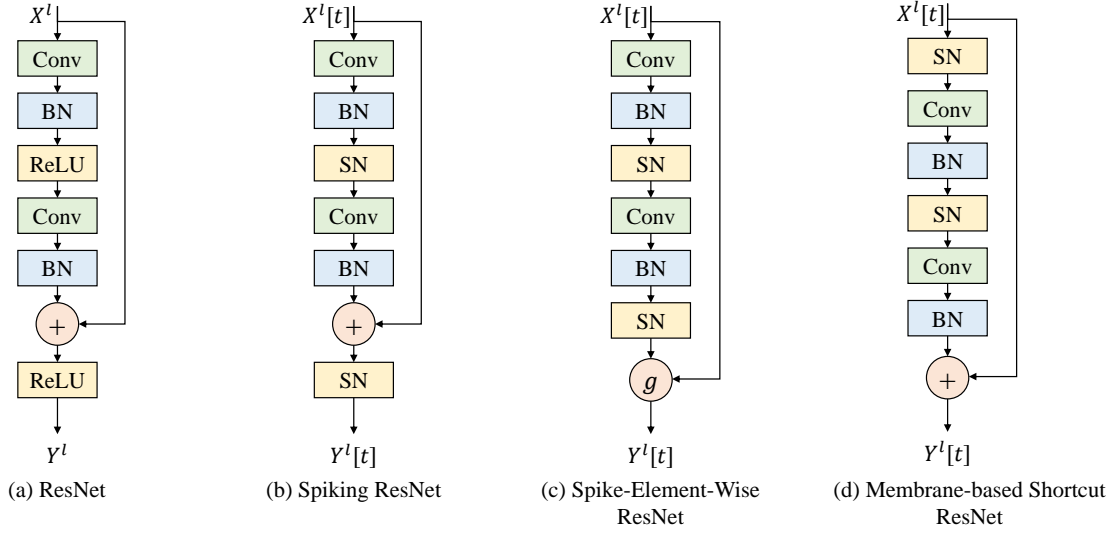 X^l
Conv
BN
ReLU
Conv
BN
+
ReLU
Y^l
(a) ResNet
X^l[t]
Conv
BN
SN
Conv
BN
+
SN
Y^l[t]
(b) Spiking ResNet
X^l[t]
Conv
BN
SN
Conv
BN
SN
g
Y^l[t]
(c) Spike-Element-Wise
ResNet
X^l[t]
SN
Conv
BN
SN
Conv
BN
+
Y^l[t]
(d) Membrane-based Shortcut
ResNet